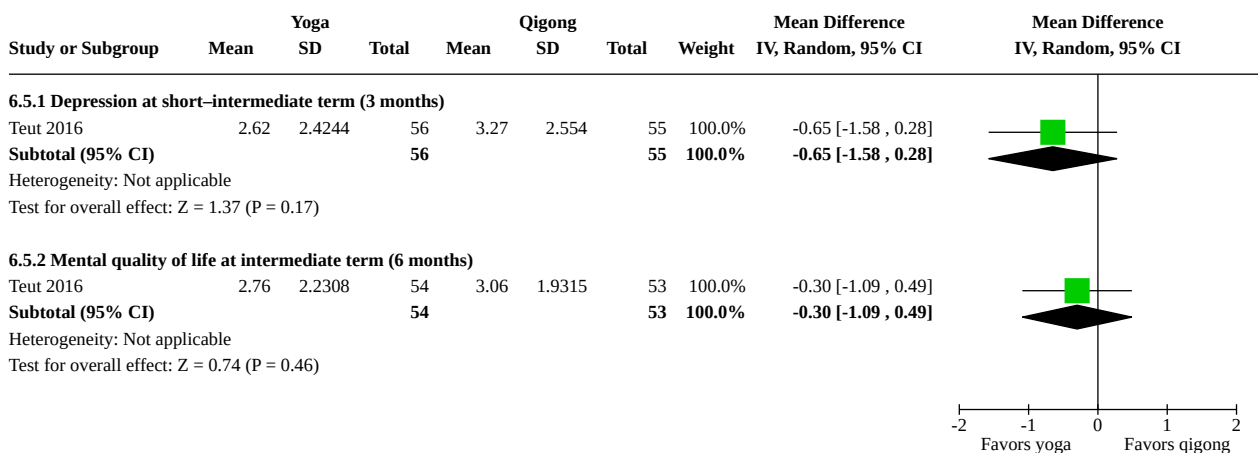 Yoga Qigong Mean Difference Mean Difference
Study or Subgroup Mean SD Total Mean SD Total Weight IV, Random, 95% CI IV, Random, 95% CI
6.5.1 Depression at short–intermediate term (3 months)
Teut 2016 2.62 2.4244 56 3.27 2.554 55 100.0% -0.65 [-1.58 , 0.28]
Subtotal (95% CI) 56 55 100.0% -0.65 [-1.58 , 0.28]
Heterogeneity: Not applicable
Test for overall effect: Z = 1.37 (P = 0.17)
6.5.2 Mental quality of life at intermediate term (6 months)
Teut 2016 2.76 2.2308 54 3.06 1.9315 53 100.0% -0.30 [-1.09 , 0.49]
Subtotal (95% CI) 54 53 100.0% -0.30 [-1.09 , 0.49]
Heterogeneity: Not applicable
Test for overall effect: Z = 0.74 (P = 0.46)
-2 -1 0 1 2
Favors yoga Favors qigong